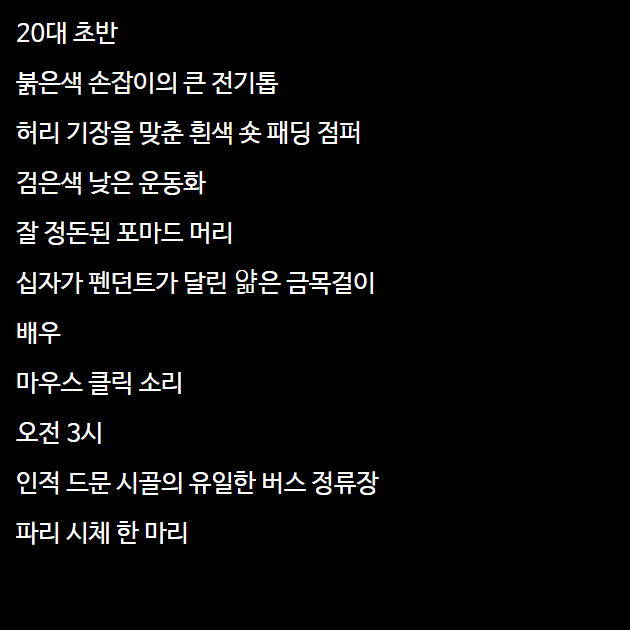 20대 초반
붉은색 손잡이의 큰 전기톱
허리 기장을 맞춘 흰색 숏 패딩 점퍼
검은색 낮은 운동화
잘 정돈된 포마드 머리
십자가 펜던트가 달린 얇은 금목걸이
배우
마우스 클릭 소리
오전 3시
인적 드문 시골의 유일한 버스 정류장
파리 시체 한 마리